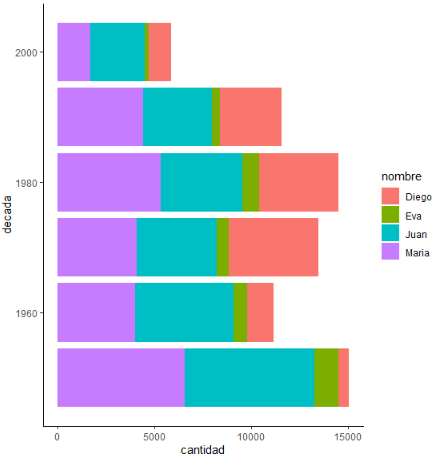 2000
1980
1960
decada
0
5000
10000
15000
cantidad
nombre
Diego
Eva
Juan
Maria